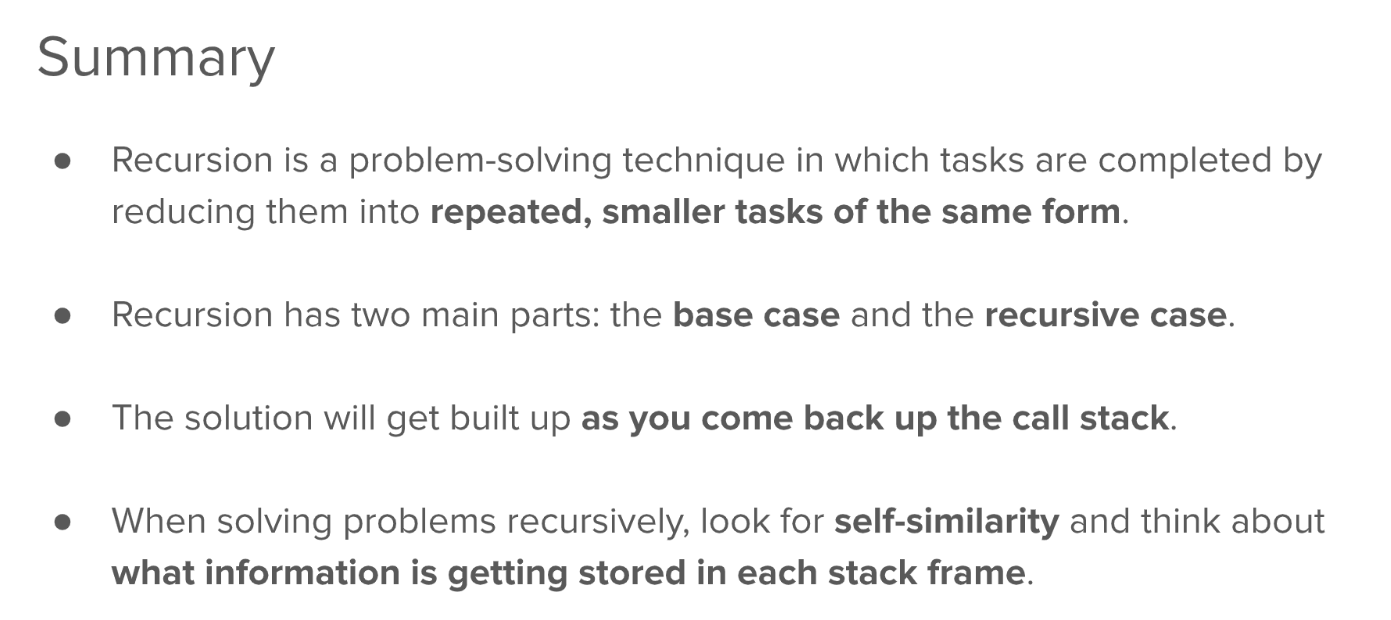 Summary
● Recursion is a problem-solving technique in which tasks are completed by
reducing them into repeated, smaller tasks of the same form.
● Recursion has two main parts: the base case and the recursive case.
● The solution will get built up as you come back up the call stack.
● When solving problems recursively, look for self-similarity and think about
what information is getting stored in each stack frame.